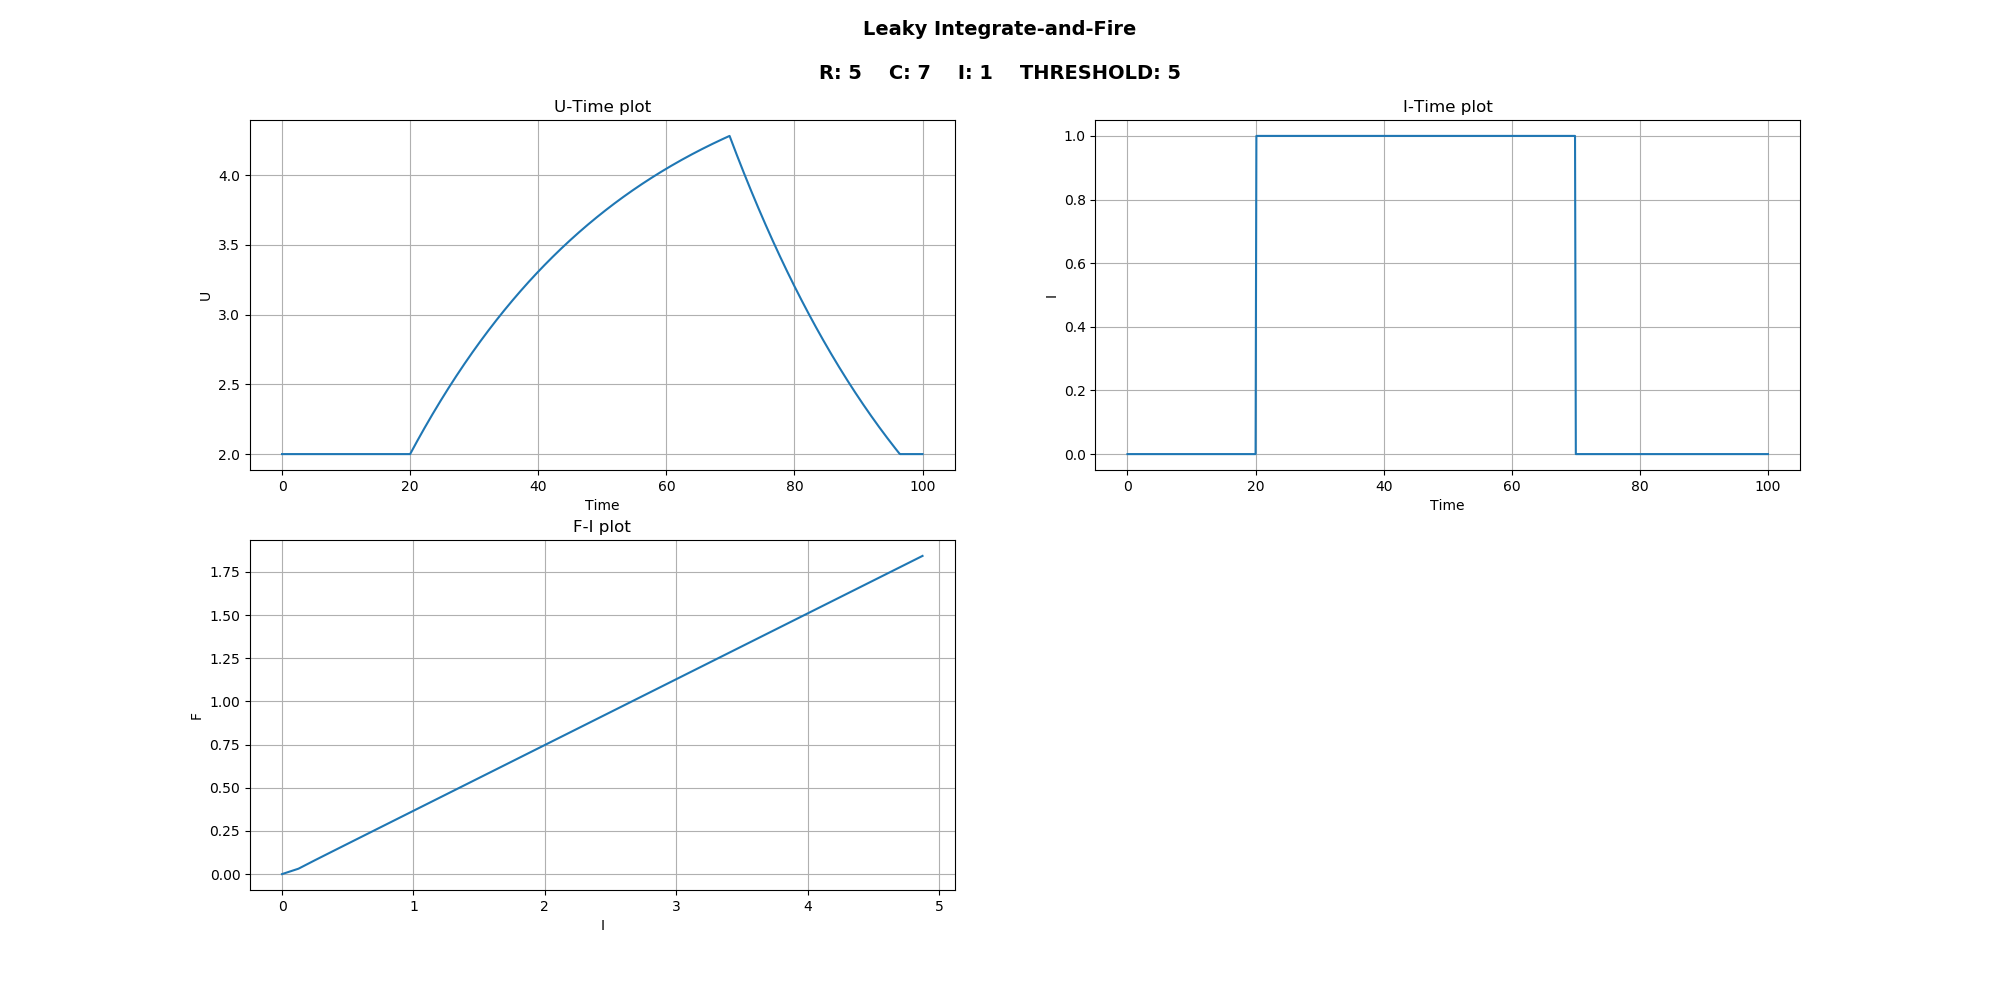 Leaky Integrate-and-Fire
R: 5    C: 7    I: 1    THRESHOLD: 5
U-Time plot
U
4.0
3.5
3.0
2.5
2.0
0 20 40 60 80 100
Time
I-Time plot
I
1.0
0.8
0.6
0.4
0.2
0.0
0 20 40 60 80 100
Time
F-I plot
F
1.75
1.50
1.25
1.00
0.75
0.50
0.25
0.00
0 1 2 3 4 5
I